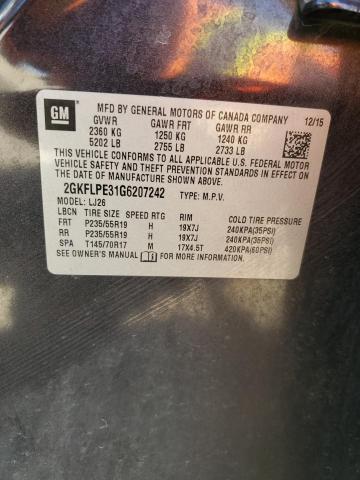 GM
MFD BY GENERAL MOTORS OF CANADA COMPANY 12/15
GVWR GAWR FRT GAWR RR
2360 KG 1250 KG 1240 KG
5202 LB 2755 LB 2733 LB
THIS VEHICLE CONFORMS TO ALL APPLICABLE U.S. FEDERAL MOTOR
VEHICLE SAFETY AND THEFT PREVENTION STANDARDS IN EFFECT ON
THE DATE OF MANUFACTURE SHOWN ABOVE.
2GKFLPE31G6207242 TYPE: M.P.V.
MODEL: LJ26
LBCN TIRE SIZE SPEED RTG RIM COLD TIRE PRESSURE
FRT P235/55R19 H 19X7J 240KPA(35PSI)
RR P235/55R19 H 19X7J 240KPA(35PSI)
SPA T145/70R17 M 17X4.5T 420KPA(60PSI)
SEE OWNER'S MANUAL FOR MORE INFORMATION